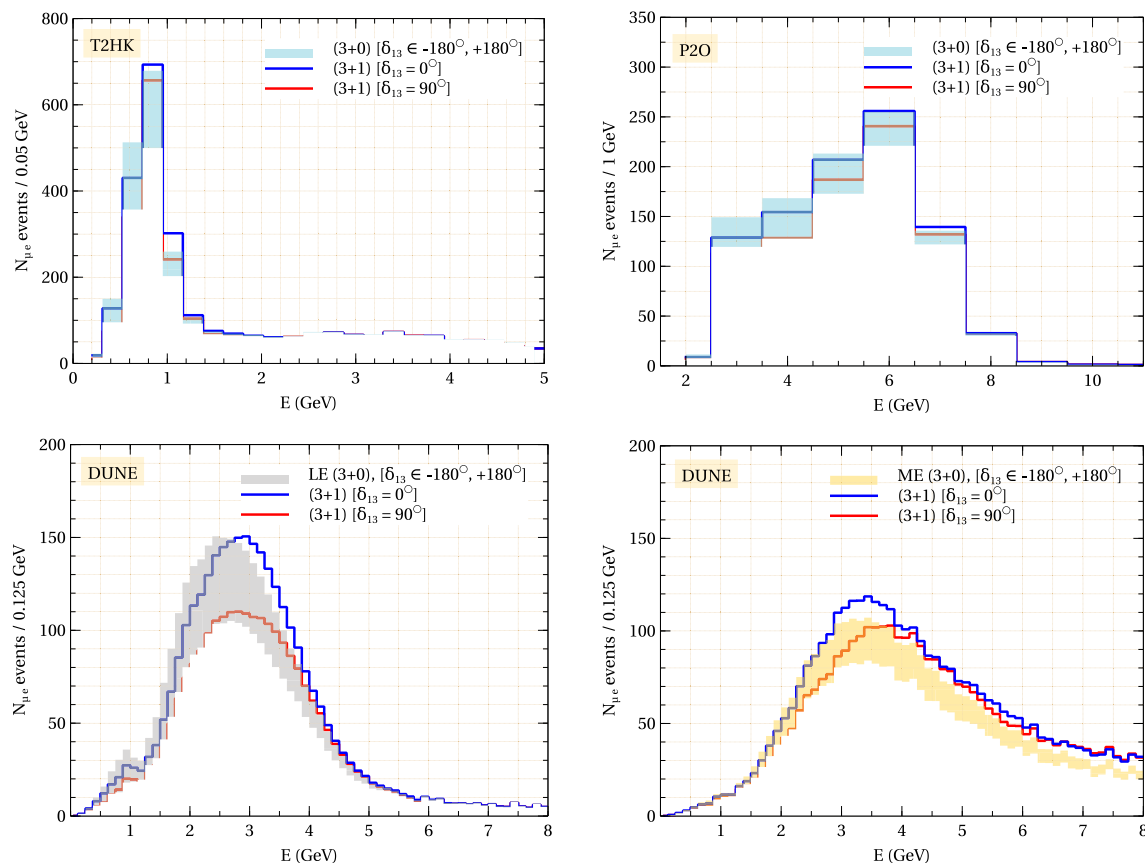 T2HK
(3+0) [δ₁₃ ∈ -180°, +180°]
(3+1) [δ₁₃ = 0°]
(3+1) [δ₁₃ = 90°]
N_μe events / 0.05 GeV
800
600
400
200
0
0 1 2 3 4 5
E (GeV)
P2O
(3+0) [δ₁₃ ∈ -180°, +180°]
(3+1) [δ₁₃ = 0°]
(3+1) [δ₁₃ = 90°]
N_μe events / 1 GeV
350
300
250
200
150
100
50
0
2 4 6 8 10
E (GeV)
DUNE
LE (3+0), [δ₁₃ ∈ -180°, +180°]
(3+1) [δ₁₃ = 0°]
(3+1) [δ₁₃ = 90°]
N_μe events / 0.125 GeV
200
150
100
50
0
1 2 3 4 5 6 7 8
E (GeV)
DUNE
ME (3+0), [δ₁₃ ∈ -180°, +180°]
(3+1) [δ₁₃ = 0°]
(3+1) [δ₁₃ = 90°]
N_μe events / 0.125 GeV
200
150
100
50
0
1 2 3 4 5 6 7 8
E (GeV)